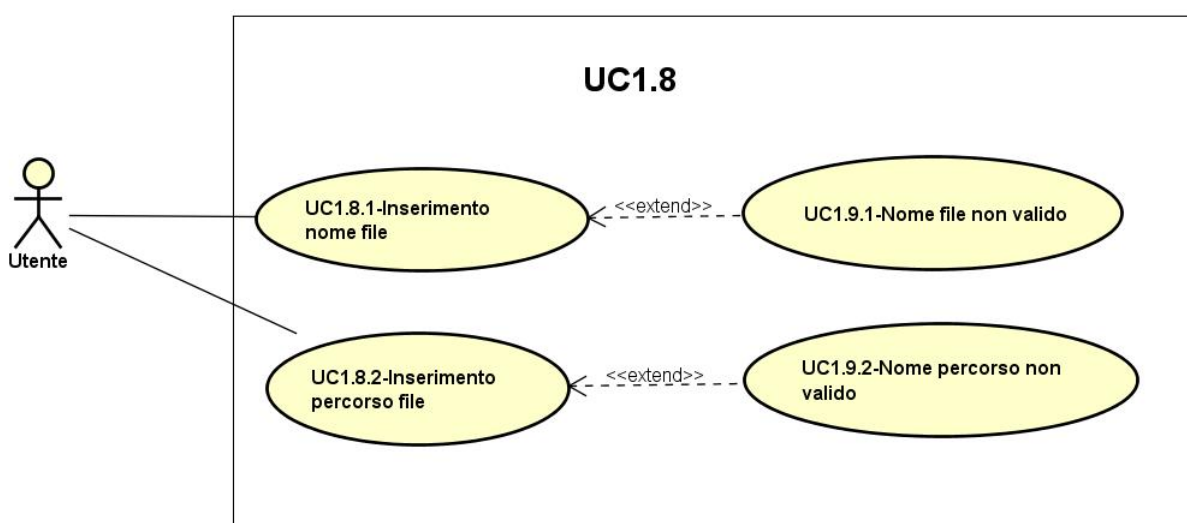 UC1.8
Utente
UC1.8.1-Inserimento
nome file
<<extend>>
UC1.9.1-Nome file non valido
UC1.8.2-Inserimento
percorso file
<<extend>>
UC1.9.2-Nome percorso non
valido